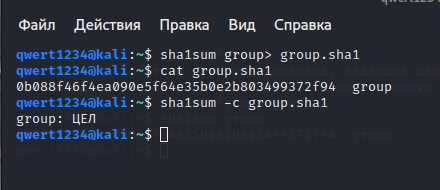 Файл Действия Правка Вид Справка
qwert1234@kali:~$ sha1sum group> group.sha1
qwert1234@kali:~$ cat group.sha1
0b088f46f4ea090e5f64e35b0e2b803499372f94  group
qwert1234@kali:~$ sha1sum -c group.sha1
group: ЦЕЛ
qwert1234@kali:~$